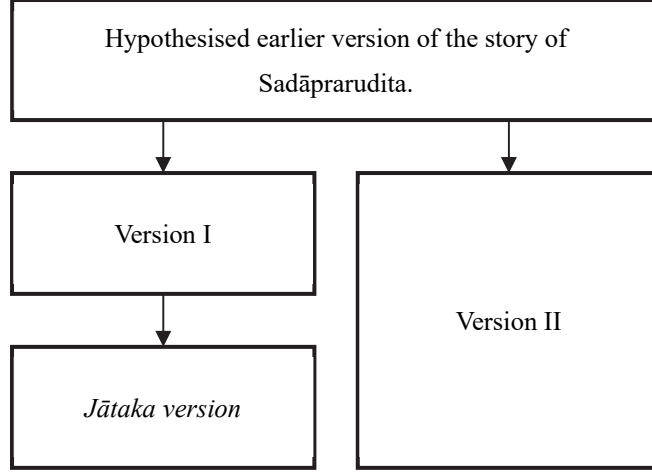 Hypothesised earlier version of the story of
Sadāprarudita.
Version I
Version II
Jātaka version